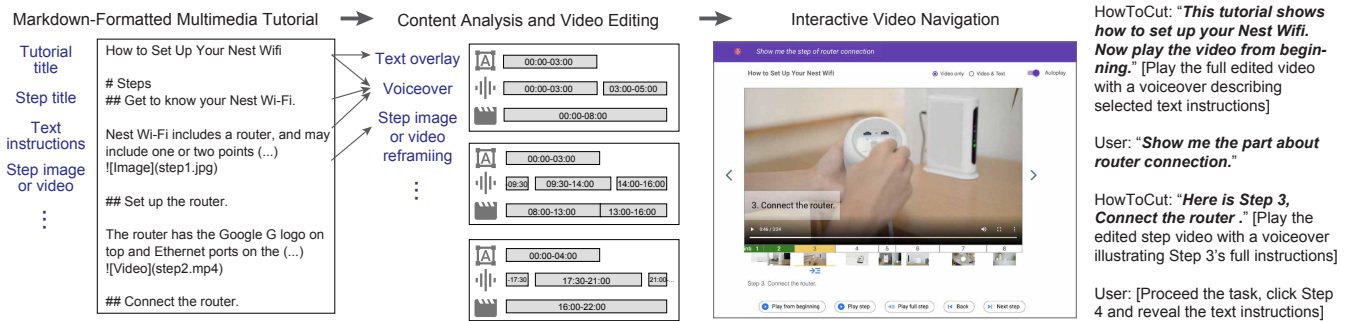 Markdown-Formatted Multimedia Tutorial
Content Analysis and Video Editing
Interactive Video Navigation
Tutorial
title
Step title
Text
instructions
Step image
or video
How to Set Up Your Nest Wifi
# Steps
## Get to know your Nest Wi-Fi.
Nest Wi-Fi includes a router, and may
include one or two points (...)
![Image](step1.jpg)
## Set up the router.
The router has the Google G logo on
top and Ethernet ports on the (...)
![Video](step2.mp4)
## Connect the router.
Text overlay
Voiceover
Step image
or video
reframiing
A
00:00-03:00
00:00-03:00
03:00-05:00
00:00-08:00
A
00:00-03:00
-09:30
09:30-14:00
14:00-16:00
08:00-13:00
13:00-16:00
A
00:00-04:00
-17:30
17:30-21:00
21:00-...
16:00-22:00
Show me the step of router connection
How to Set Up Your Nest Wifi
Video only
Video & Text
Autoplay
3. Connect the router.
0:46 / 3:24
1 2 3 4 5 6 7 8
Step 3. Connect the router.
Play from beginning
Play step
Play full step
Back
Next step
HowToCut: “This tutorial shows
how to set up your Nest Wifi.
Now play the video from begin-
ning.” [Play the full edited video
with a voiceover describing
selected text instructions]
User: “Show me the part about
router connection.”
HowToCut: “Here is Step 3,
Connect the router .” [Play the
edited step video with a voiceover
illustrating Step 3’s full instructions]
User: [Proceed the task, click Step
4 and reveal the text instructions]